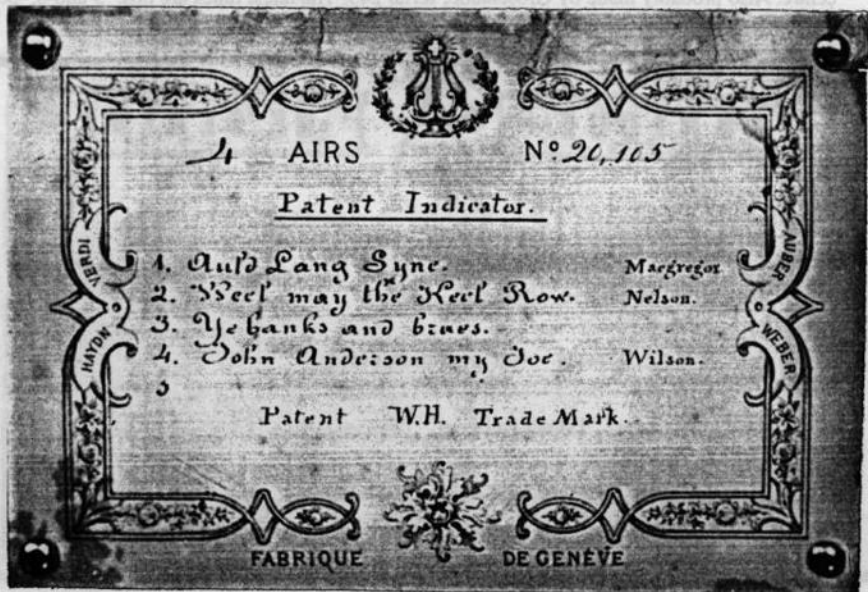 4 AIRS Nº 20,105
Patent Indicator.
VERDI
HAYDN
1. Auld Lang Syne. Macgregor
2. Weel may the Keel Row. Nelson.
3. Ye banks and braes.
4. John Anderson my Joe. Wilson.
AUBER
WEBER
Patent W.H. Trade Mark.
FABRIQUE DE GENÈVE